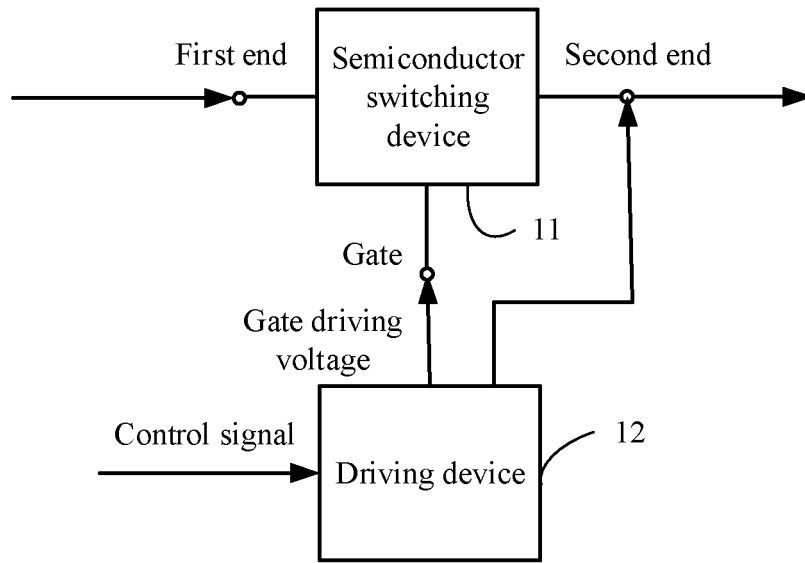 First end
Semiconductor
switching
device
Second end
11
Gate
Gate driving
voltage
Control signal
12
Driving device